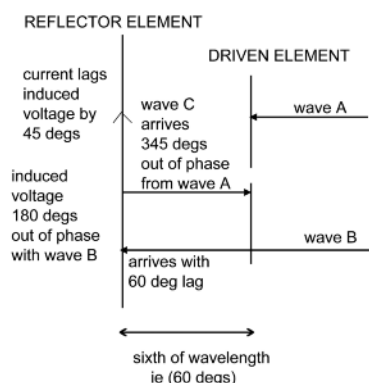 REFLECTOR ELEMENT
DRIVEN ELEMENT
current lags
induced
voltage by
45 degs
wave C
arrives
345 degs
out of phase
from wave A
wave A
induced
voltage
180 degs
out of phase
with wave B
wave B
arrives with
60 deg lag
sixth of wavelength
ie (60 degs)